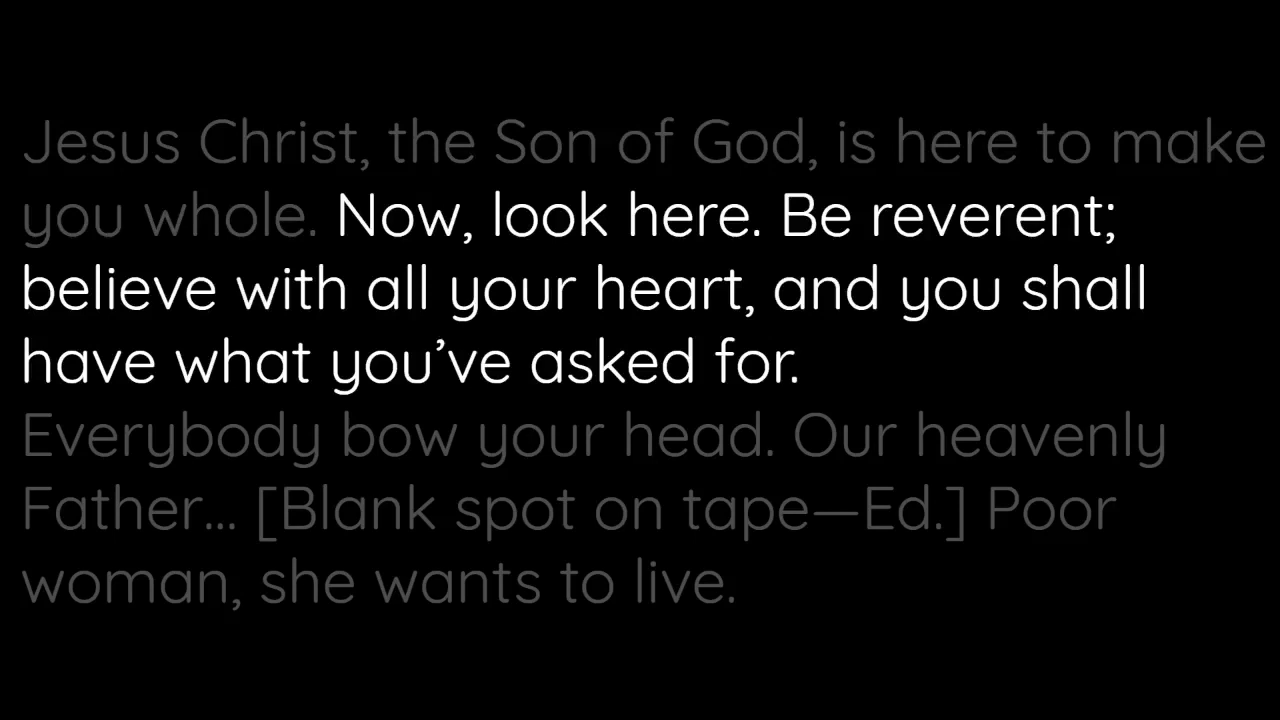 Jesus Christ, the Son of God, is here to make
you whole. Now, look here. Be reverent;
believe with all your heart, and you shall
have what you’ve asked for.
Everybody bow your head. Our heavenly
Father... [Blank spot on tape—Ed.] Poor
woman, she wants to live.